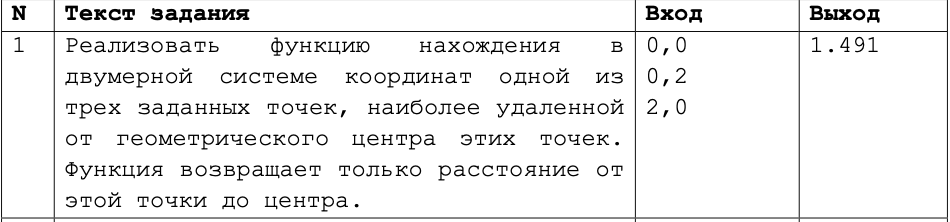 N Текст задания Вход Выход
1 Реализовать функцию нахождения в 0,0 1.491
двумерной системе координат одной из 0,2
трех заданных точек, наиболее удаленной 2,0
от геометрического центра этих точек.
Функция возвращает только расстояние от
этой точки до центра.